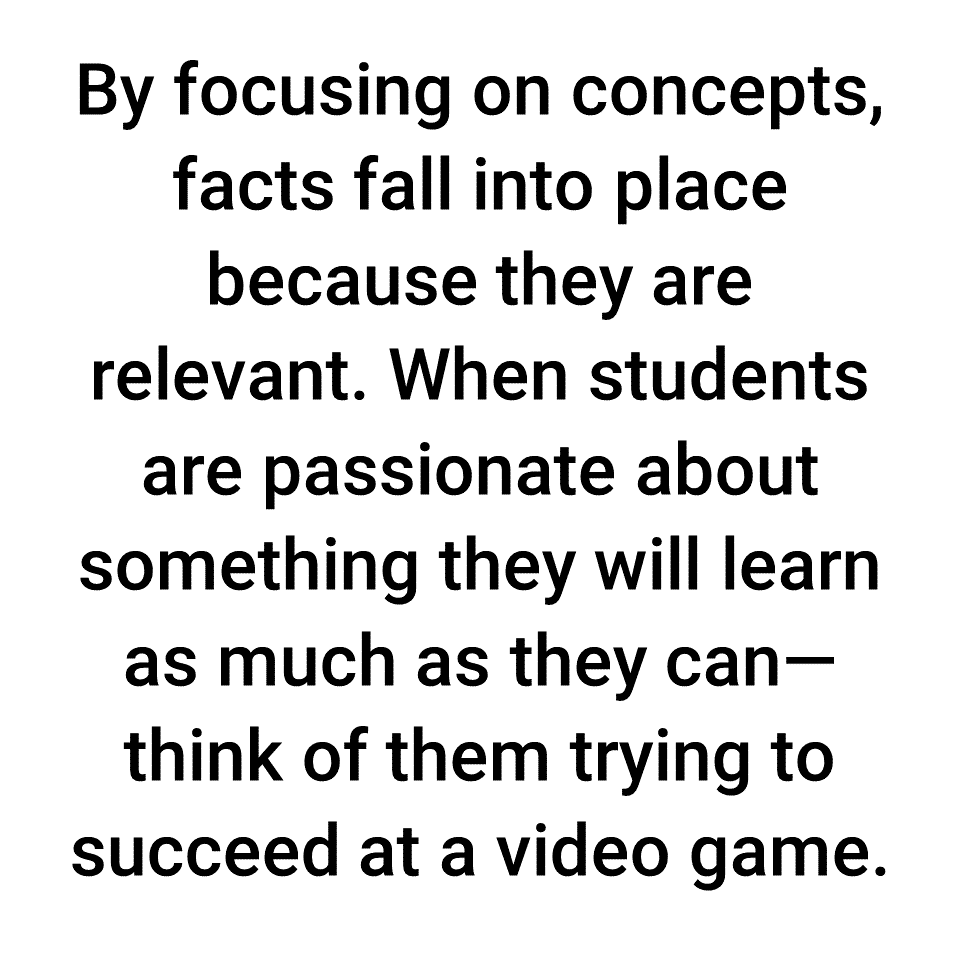 By focusing on concepts,
facts fall into place
because they are
relevant. When students
are passionate about
something they will learn
as much as they can—
think of them trying to
succeed at a video game.